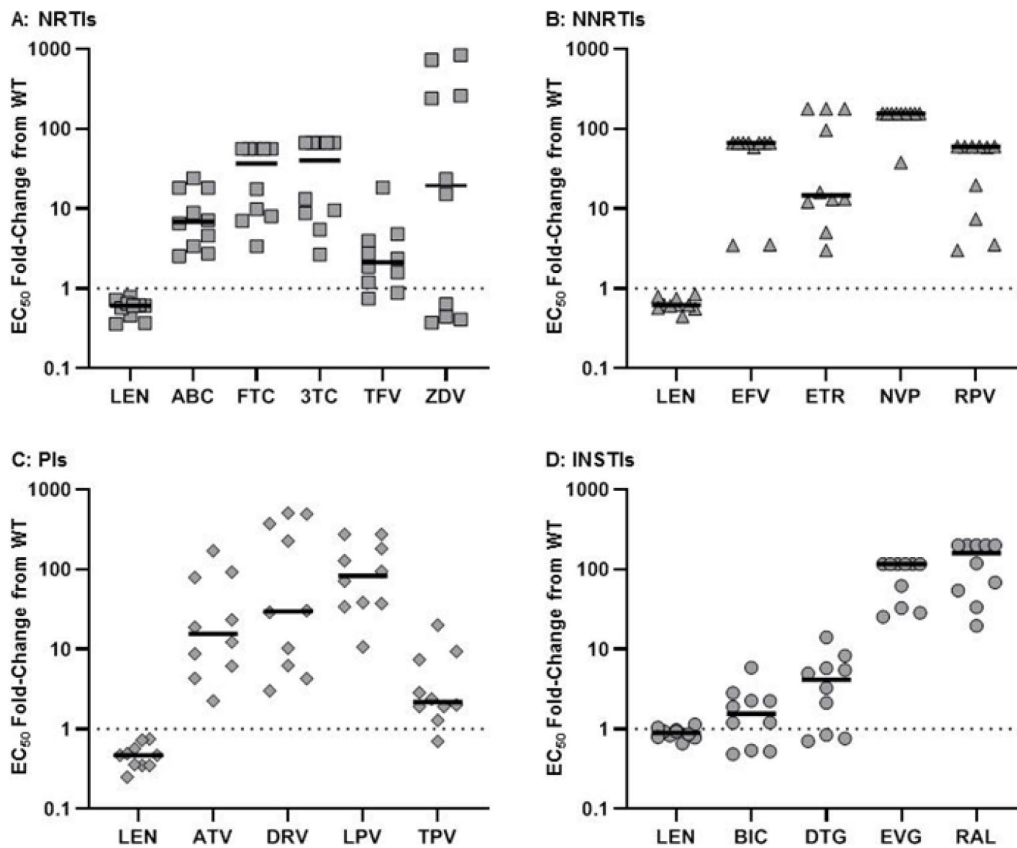 A: NRTIs
EC₅₀ Fold-Change from WT
1000
100
10
1
0.1
LEN ABC FTC 3TC TFV ZDV
B: NNRTIs
EC₅₀ Fold-Change from WT
1000
100
10
1
0.1
LEN EFV ETR NVP RPV
C: PIs
EC₅₀ Fold-Change from WT
1000
100
10
1
0.1
LEN ATV DRV LPV TPV
D: INSTIs
EC₅₀ Fold-Change from WT
1000
100
10
1
0.1
LEN BIC DTG EVG RAL